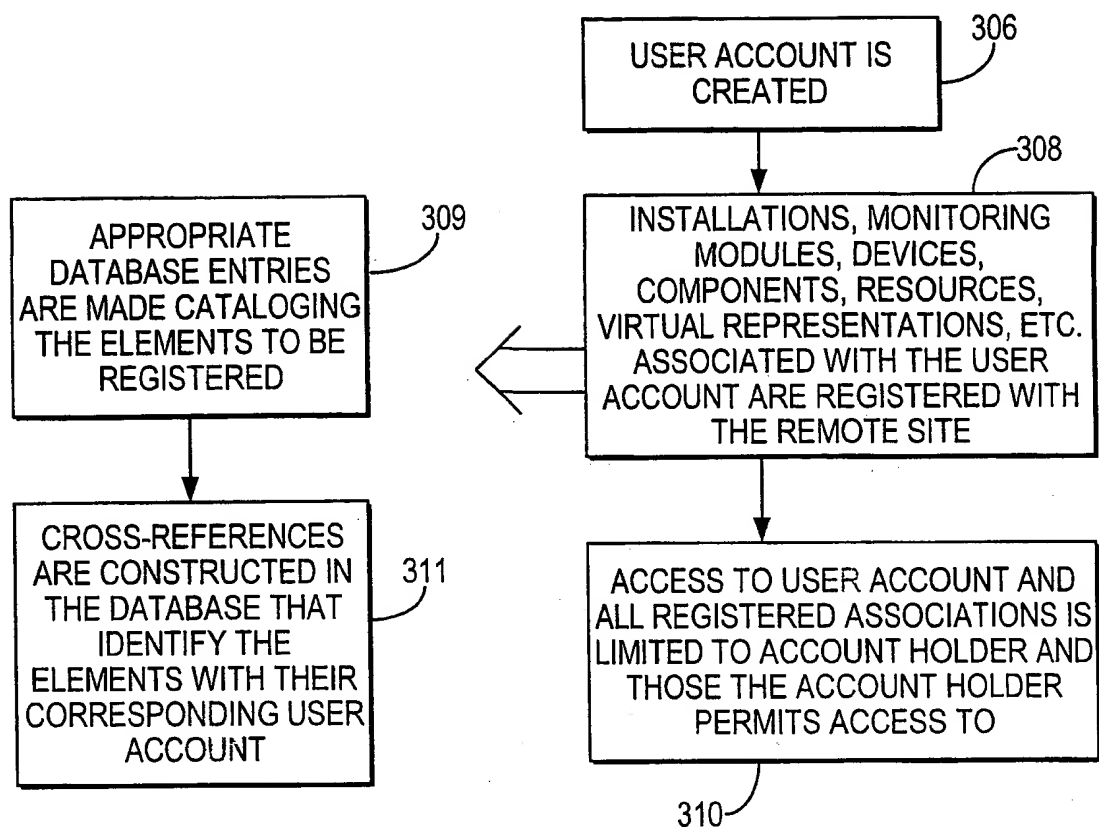 306
USER ACCOUNT IS
CREATED
308
INSTALLATIONS, MONITORING
MODULES, DEVICES,
COMPONENTS, RESOURCES,
VIRTUAL REPRESENTATIONS, ETC.
ASSOCIATED WITH THE USER
ACCOUNT ARE REGISTERED WITH
THE REMOTE SITE
309
APPROPRIATE
DATABASE ENTRIES
ARE MADE CATALOGING
THE ELEMENTS TO BE
REGISTERED
311
CROSS-REFERENCES
ARE CONSTRUCTED IN
THE DATABASE THAT
IDENTIFY THE
ELEMENTS WITH THEIR
CORRESPONDING USER
ACCOUNT
ACCESS TO USER ACCOUNT AND
ALL REGISTERED ASSOCIATIONS IS
LIMITED TO ACCOUNT HOLDER AND
THOSE THE ACCOUNT HOLDER
PERMITS ACCESS TO
310